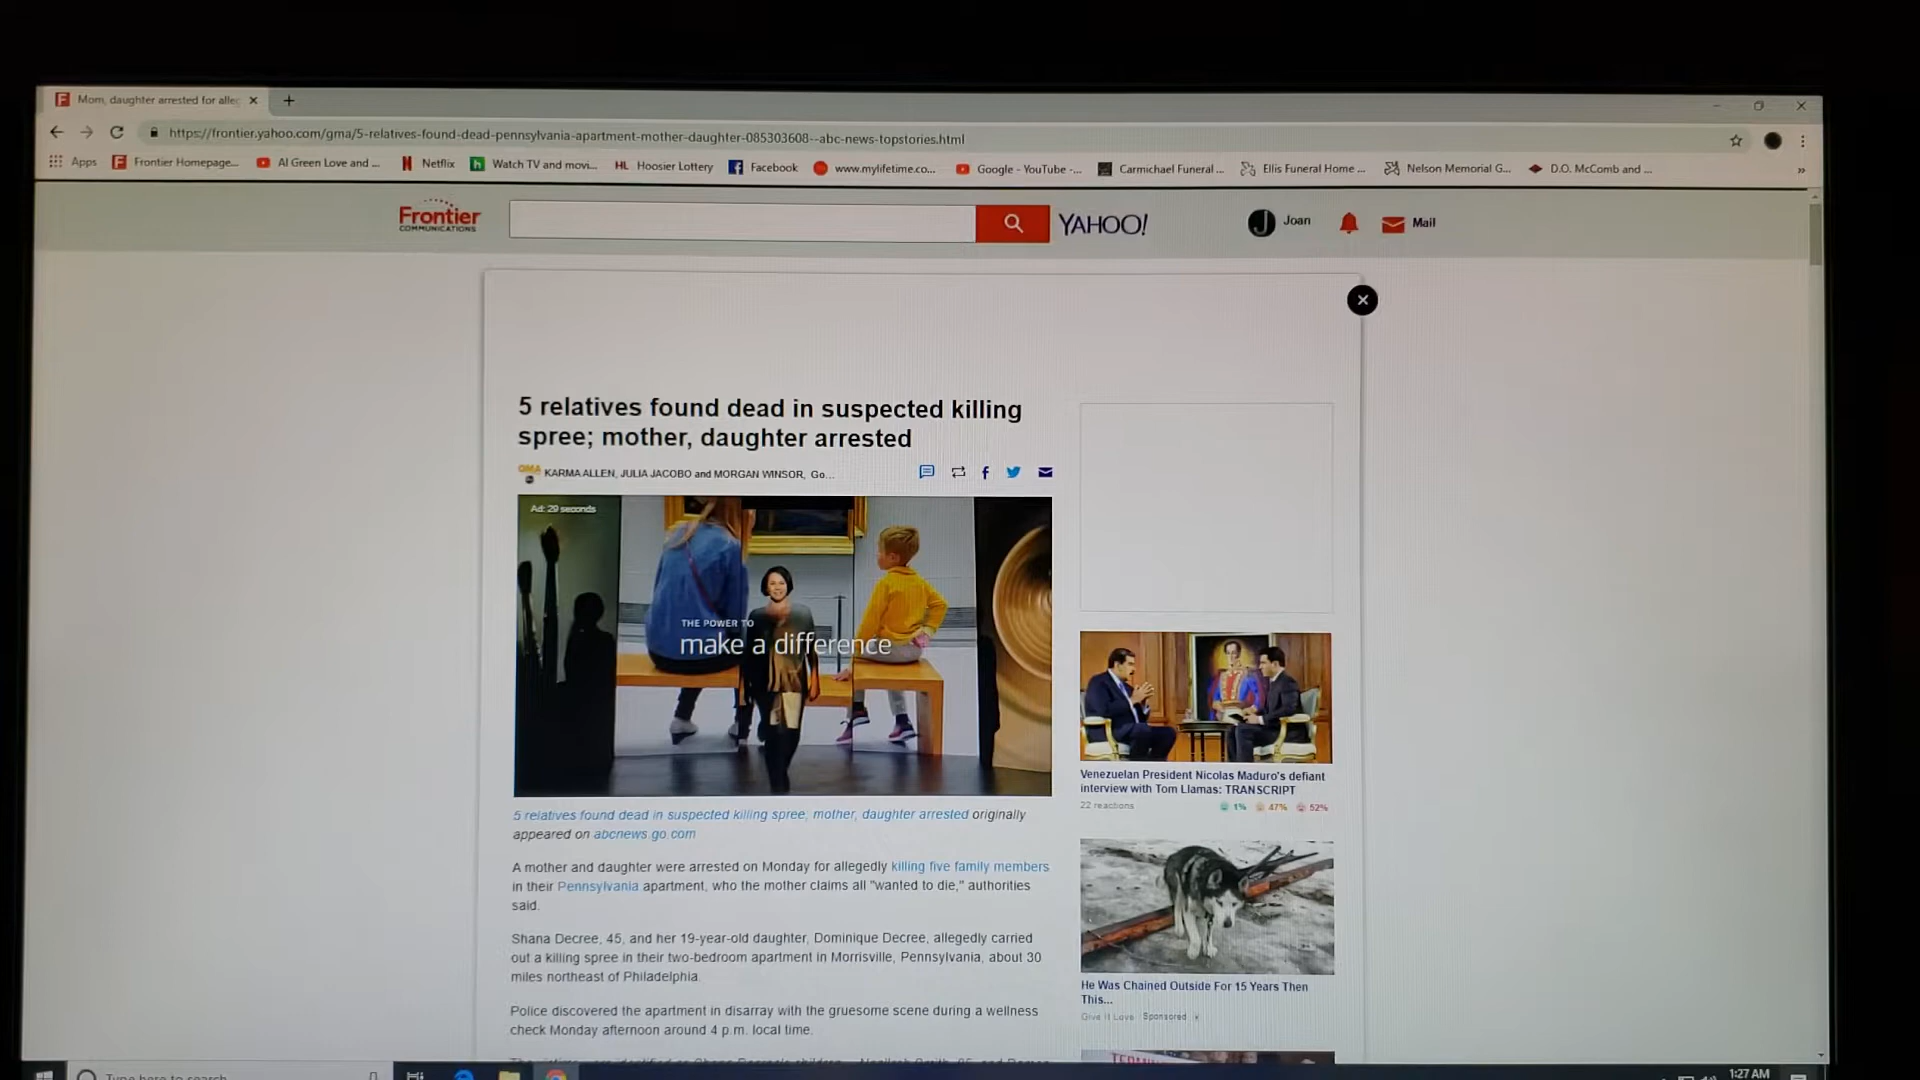 Mom, daughter arrested for alleg
https://frontier.yahoo.com/gma/5-relatives-found-dead-pennsylvania-apartment-mother-daughter-085303608--abc-news-topstories.html
Apps Frontier Homepage... Al Green Love and ... Netflix Watch TV and movi... Hoosier Lottery Facebook www.mylifetime.co... Google - YouTube -... Carmichael Funeral ... Ellis Funeral Home ... Nelson Memorial G... D.O. McComb and ...
Frontier
COMMUNICATIONS
YAHOO!
Joan
Mail
5 relatives found dead in suspected killing
spree; mother, daughter arrested
KARMA ALLEN, JULIA JACOBO and MORGAN WINSOR, Go...
Ad: 29 seconds
THE POWER TO
make a difference
5 relatives found dead in suspected killing spree; mother, daughter arrested originally
appeared on abcnews.go.com
A mother and daughter were arrested on Monday for allegedly killing five family members
in their Pennsylvania apartment, who the mother claims all "wanted to die," authorities
said.
Shana Decree, 45, and her 19-year-old daughter, Dominique Decree, allegedly carried
out a killing spree in their two-bedroom apartment in Morrisville, Pennsylvania, about 30
miles northeast of Philadelphia.
Police discovered the apartment in disarray with the gruesome scene during a wellness
check Monday afternoon around 4 p.m. local time.
Venezuelan President Nicolas Maduro's defiant
interview with Tom Llamas: TRANSCRIPT
22 reactions 1% 47% 52%
He Was Chained Outside For 15 Years Then
This...
Give It Love Sponsored
Type here to search
1:27 AM